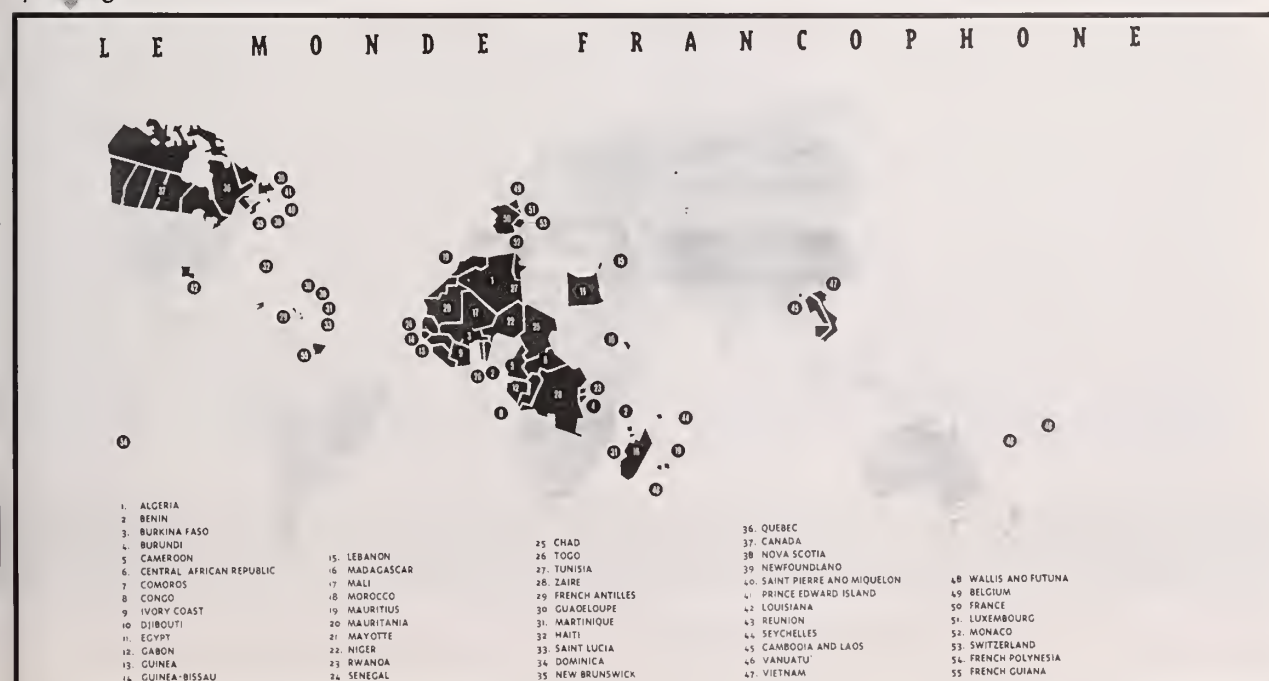 LE MONDE FRANCOPHONE
1. ALGERIA
2 BENIN
3. BURKINA FASO
4. BURUNDI
5 CAMEROON
6. CENTRAL AFRICAN REPUBLIC
7 COMOROS
8 CONGO
9 IVORY COAST
10 DJIBOUTI
11. EGYPT
12. GABON
13. GUINEA
14 GUINEA-BISSAU
15. LEBANON
16 MADAGASCAR
17 MALI
18 MOROCCO
19 MAURITIUS
20 MAURITANIA
21 MAYOTTE
22. NIGER
23 RWANDA
24 SENEGAL
25 CHAD
26 TOGO
27. TUNISIA
28. ZAIRE
29 FRENCH ANTILLES
30 GUADELOUPE
31. MARTINIQUE
32 HAITI
33. SAINT LUCIA
34 DOMINICA
35 NEW BRUNSWICK
36. QUEBEC
37. CANADA
38 NOVA SCOTIA
39 NEWFOUNDLAND
40. SAINT PIERRE AND MIQUELON
41 PRINCE EDWARD ISLAND
42 LOUISIANA
43 REUNION
44 SEYCHELLES
45 CAMBODIA AND LAOS
46 VANUATU
47. VIETNAM
48 WALLIS AND FUTUNA
49 BELGIUM
50 FRANCE
51. LUXEMBOURG
52. MONACO
53. SWITZERLAND
54. FRENCH POLYNESIA
55 FRENCH GUIANA